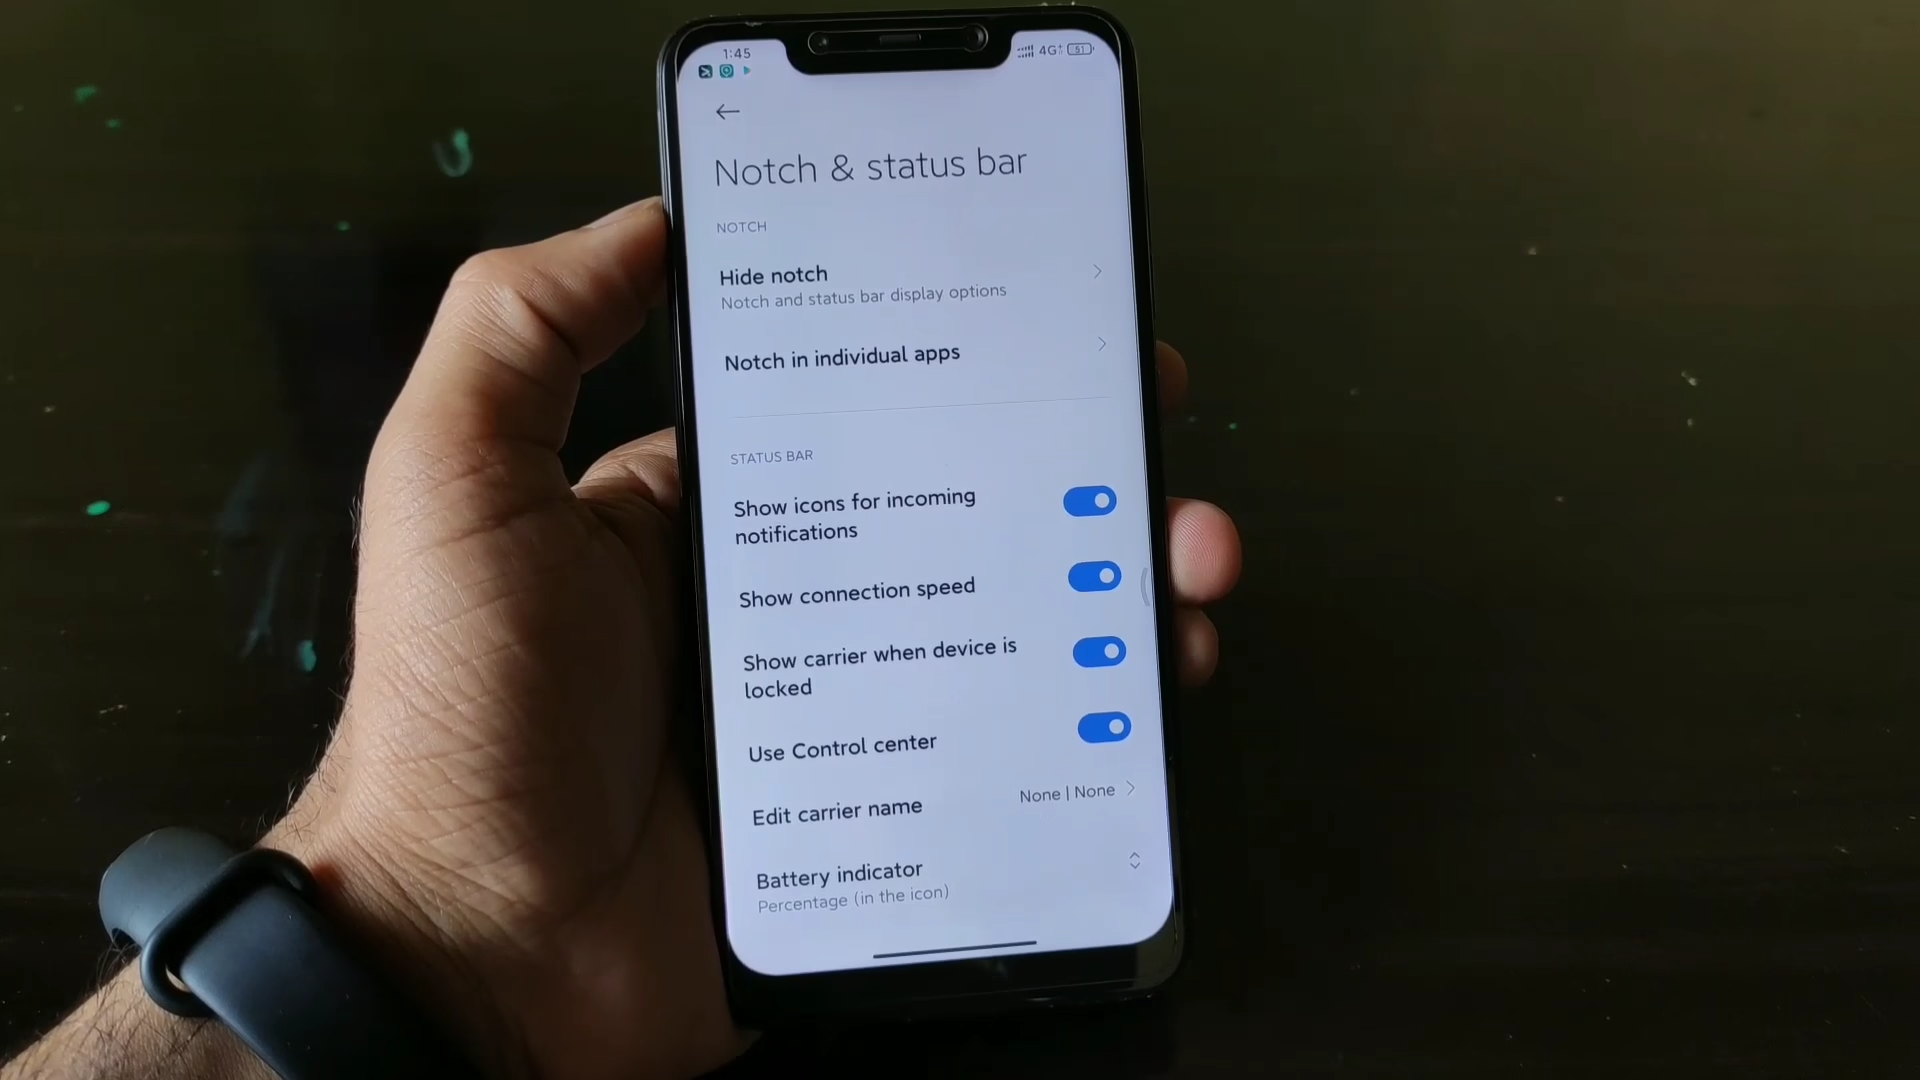 1:45
4G
51
Notch & status bar
NOTCH
Hide notch
Notch and status bar display options
Notch in individual apps
STATUS BAR
Show icons for incoming
notifications
Show connection speed
Show carrier when device is
locked
Use Control center
Edit carrier name
None | None
Battery indicator
Percentage (in the icon)